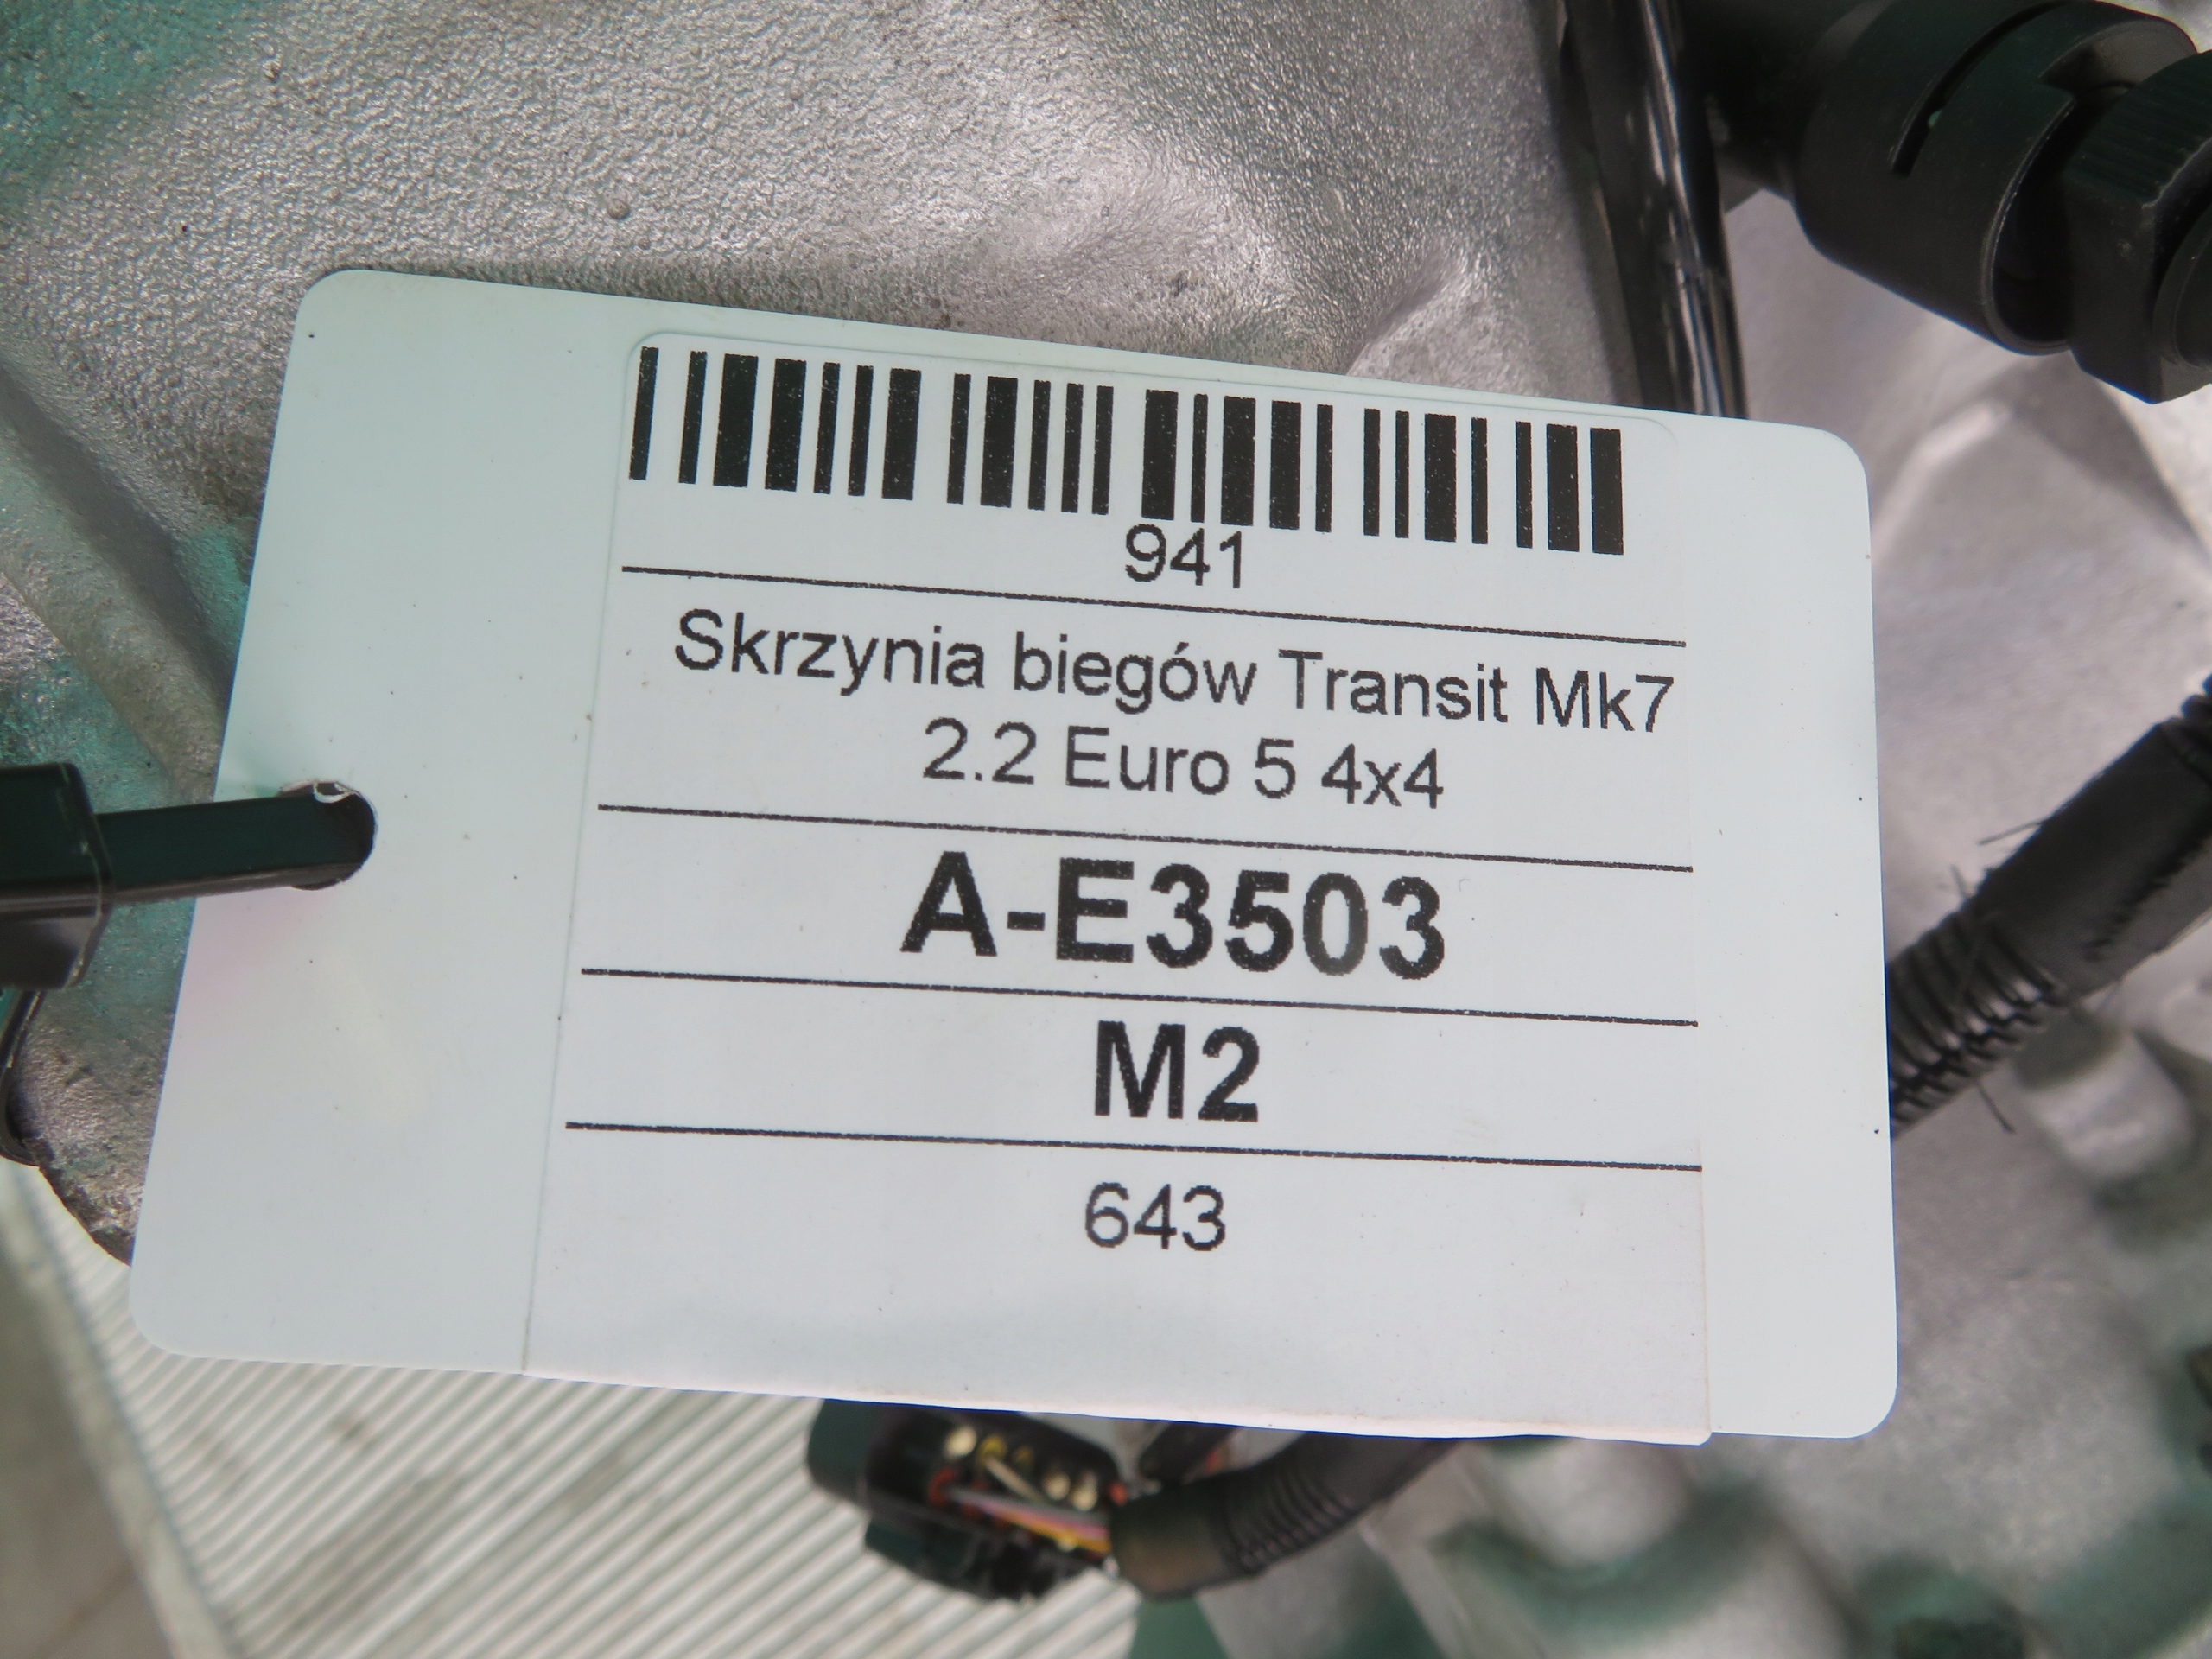 941
Skrzynia biegów Transit Mk7
2.2 Euro 5 4x4
A-E3503
M2
643